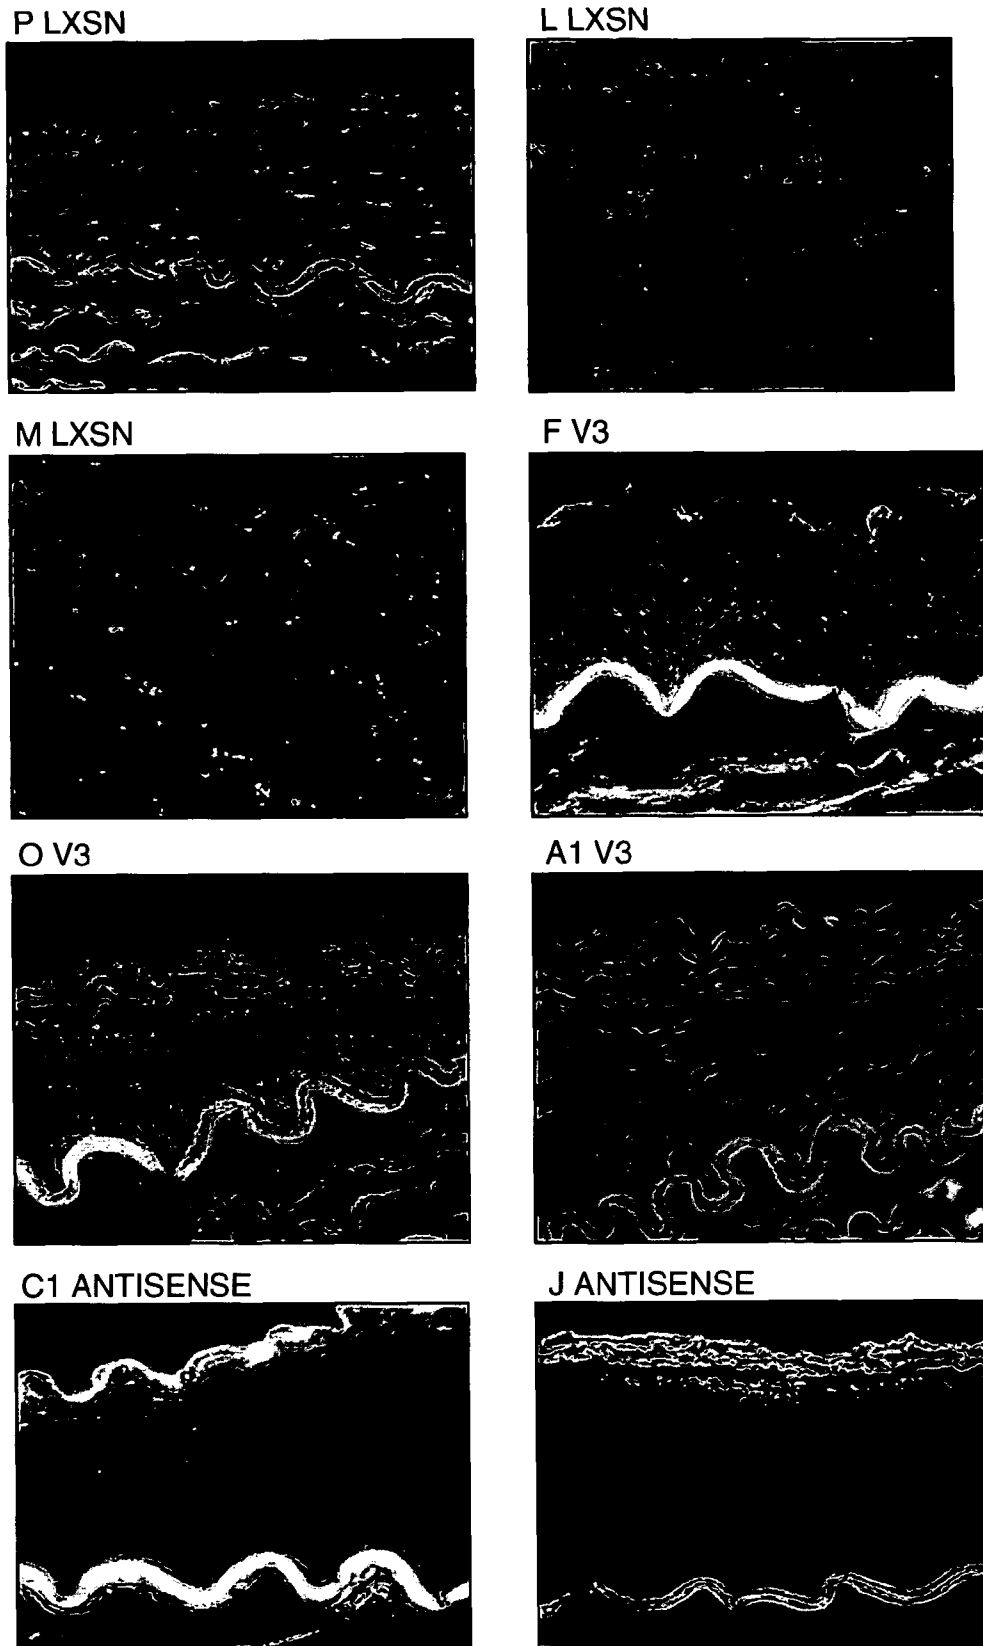 P LXSN
L LXSN
M LXSN
F V3
O V3
A1 V3
C1 ANTISENSE
J ANTISENSE